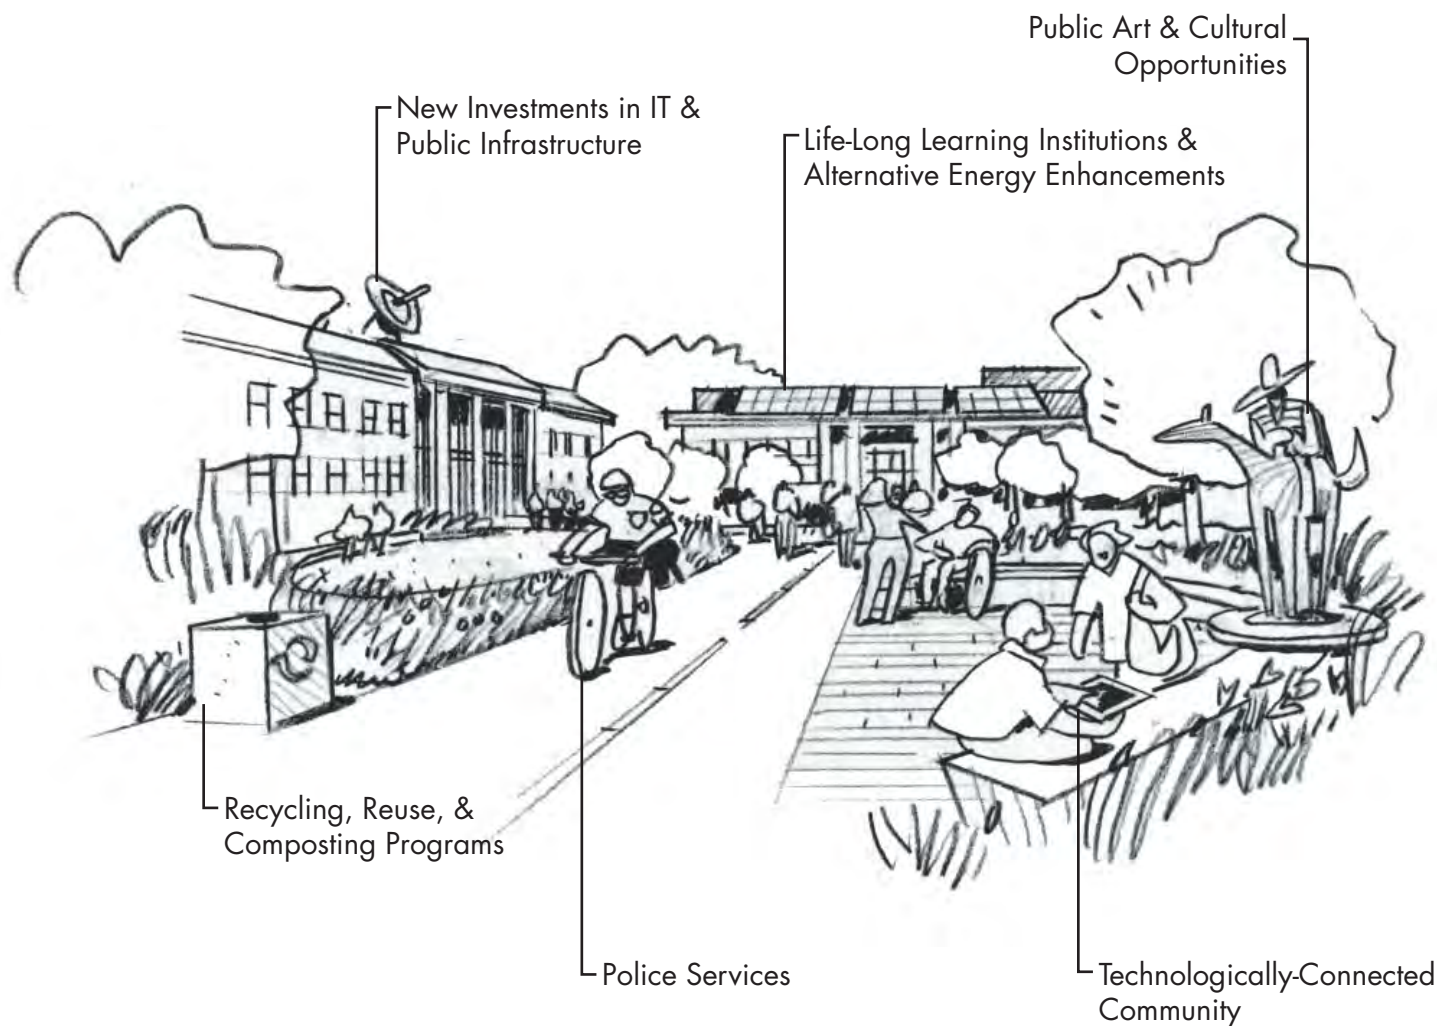 Public Art & Cultural
Opportunities
New Investments in IT &
Public Infrastructure
Life-Long Learning Institutions &
Alternative Energy Enhancements
Recycling, Reuse, &
Composting Programs
Police Services
Technologically-Connected
Community